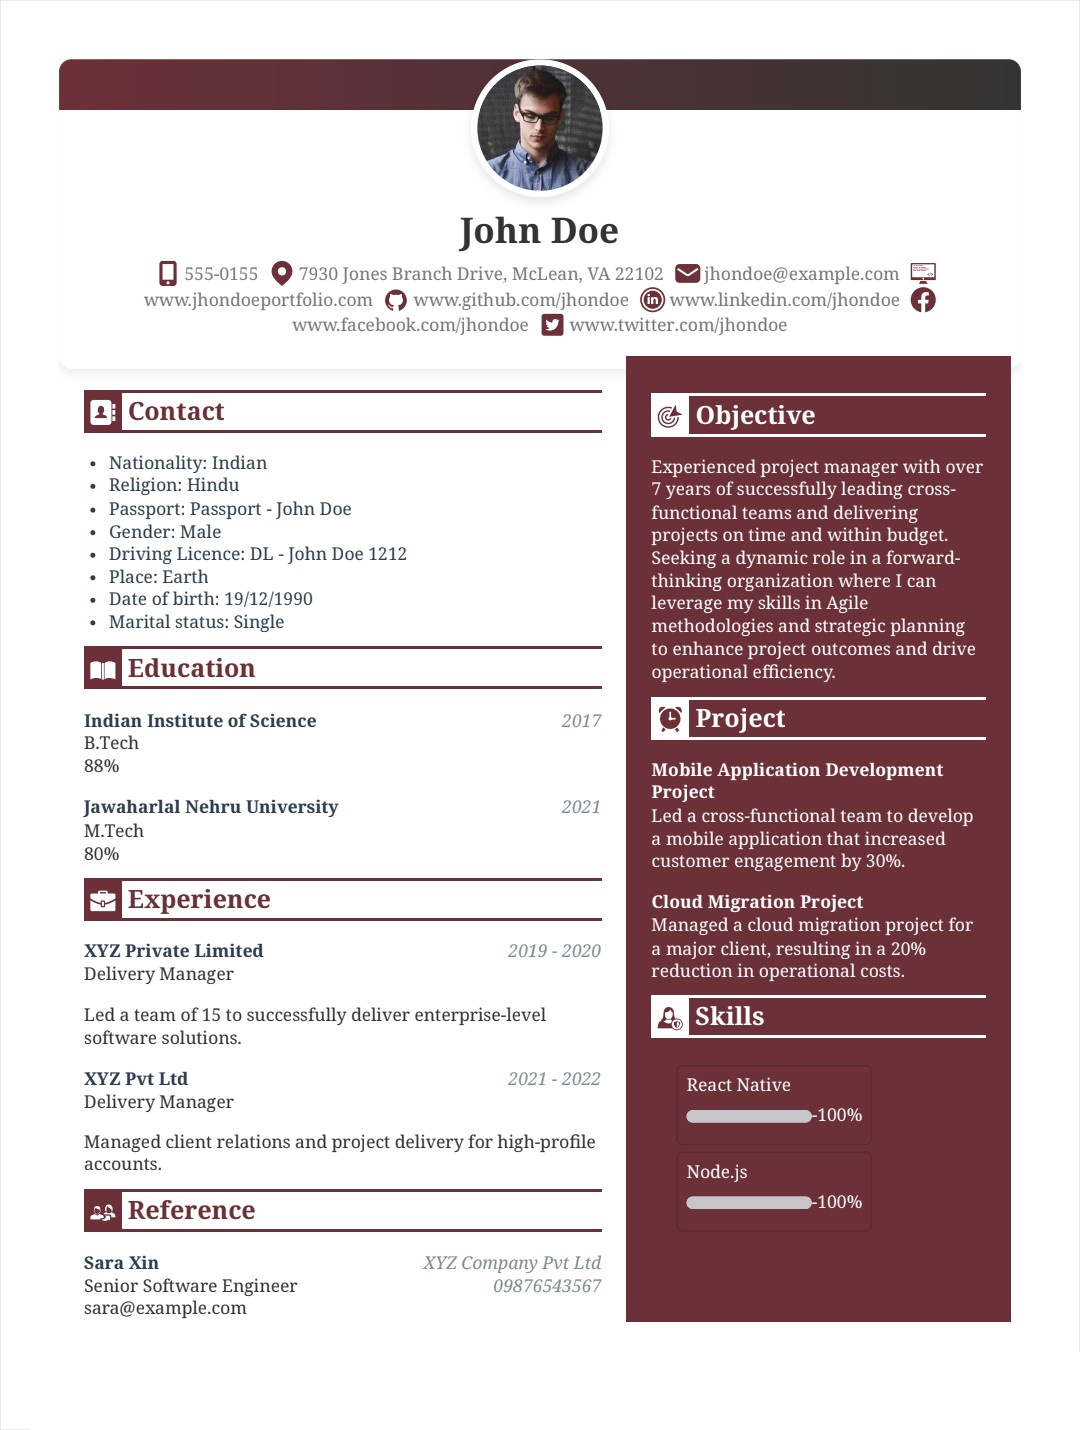 John Doe
555-0155 7930 Jones Branch Drive, McLean, VA 22102 jhondoe@example.com
www.jhondoeportfolio.com www.github.com/jhondoe www.linkedin.com/jhondoe
www.facebook.com/jhondoe www.twitter.com/jhondoe
Contact
• Nationality: Indian
• Religion: Hindu
• Passport: Passport - John Doe
• Gender: Male
• Driving Licence: DL - John Doe 1212
• Place: Earth
• Date of birth: 19/12/1990
• Marital status: Single
Education
Indian Institute of Science 2017
B.Tech
88%
Jawaharlal Nehru University 2021
M.Tech
80%
Experience
XYZ Private Limited 2019 - 2020
Delivery Manager
Led a team of 15 to successfully deliver enterprise-level
software solutions.
XYZ Pvt Ltd 2021 - 2022
Delivery Manager
Managed client relations and project delivery for high-profile
accounts.
Reference
Sara Xin XYZ Company Pvt Ltd
Senior Software Engineer 09876543567
sara@example.com
Objective
Experienced project manager with over
7 years of successfully leading cross-
functional teams and delivering
projects on time and within budget.
Seeking a dynamic role in a forward-
thinking organization where I can
leverage my skills in Agile
methodologies and strategic planning
to enhance project outcomes and drive
operational efficiency.
Project
Mobile Application Development
Project
Led a cross-functional team to develop
a mobile application that increased
customer engagement by 30%.
Cloud Migration Project
Managed a cloud migration project for
a major client, resulting in a 20%
reduction in operational costs.
Skills
React Native
-100%
Node.js
-100%